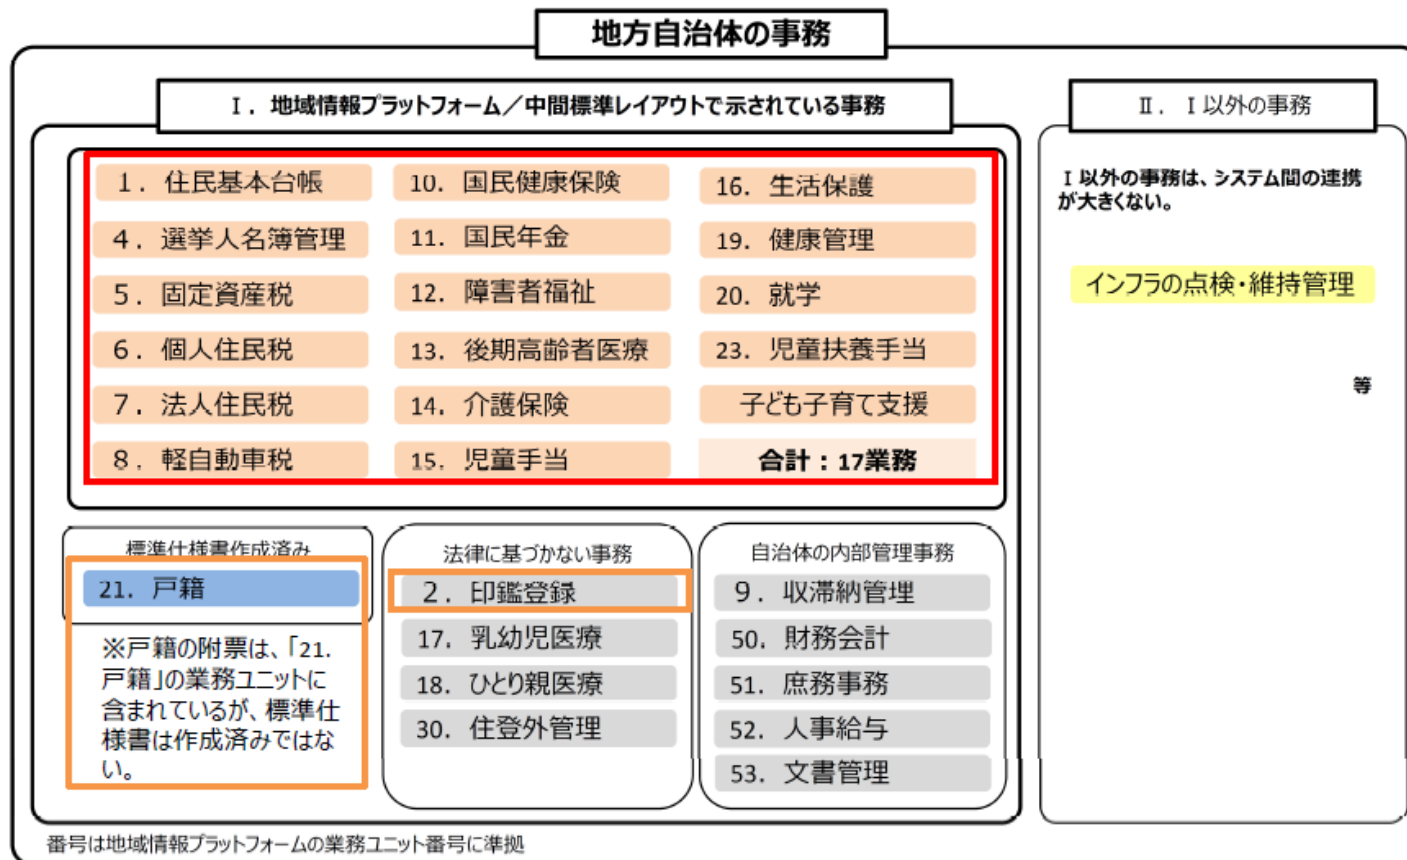 地方自治体の事務
Ⅰ．地域情報プラットフォーム／中間標準レイアウトで示されている事務
1．住民基本台帳
4．選挙人名簿管理
5．固定資産税
6．個人住民税
7．法人住民税
8．軽自動車税
10．国民健康保険
11．国民年金
12．障害者福祉
13．後期高齢者医療
14．介護保険
15．児童手当
16．生活保護
19．健康管理
20．就学
23．児童扶養手当
子ども子育て支援
合計：17業務
標準仕様書作成済み
21．戸籍
※戸籍の附票は、「21．
戸籍」の業務ユニットに
含まれているが、標準仕
様書は作成済みではな
い。
法律に基づかない事務
2．印鑑登録
17．乳幼児医療
18．ひとり親医療
30．住登外管理
自治体の内部管理事務
9．収滞納管理
50．財務会計
51．庶務事務
52．人事給与
53．文書管理
Ⅱ．Ⅰ以外の事務
Ⅰ以外の事務は、システム間の連携
が大きくない。
インフラの点検・維持管理
等
番号は地域情報プラットフォームの業務ユニット番号に準拠